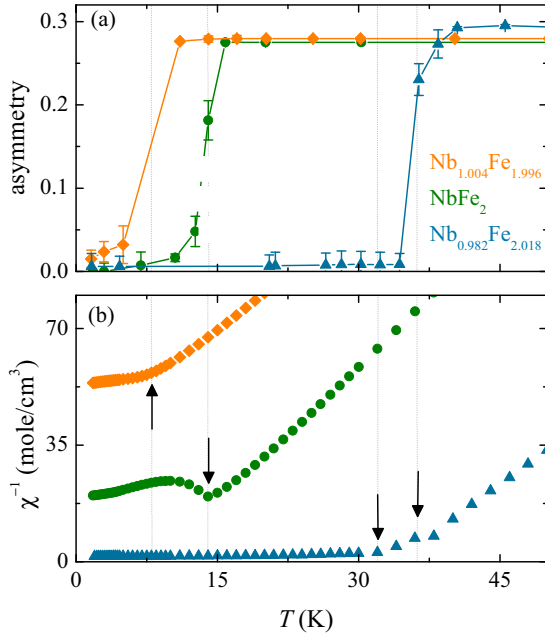 (a)
asymmetry
0.3
0.2
0.1
0.0
Nb1.004Fe1.996
NbFe2
Nb0.982Fe2.018
(b)
χ⁻¹ (mole/cm³)
70
35
0
0 15 30 45
T (K)